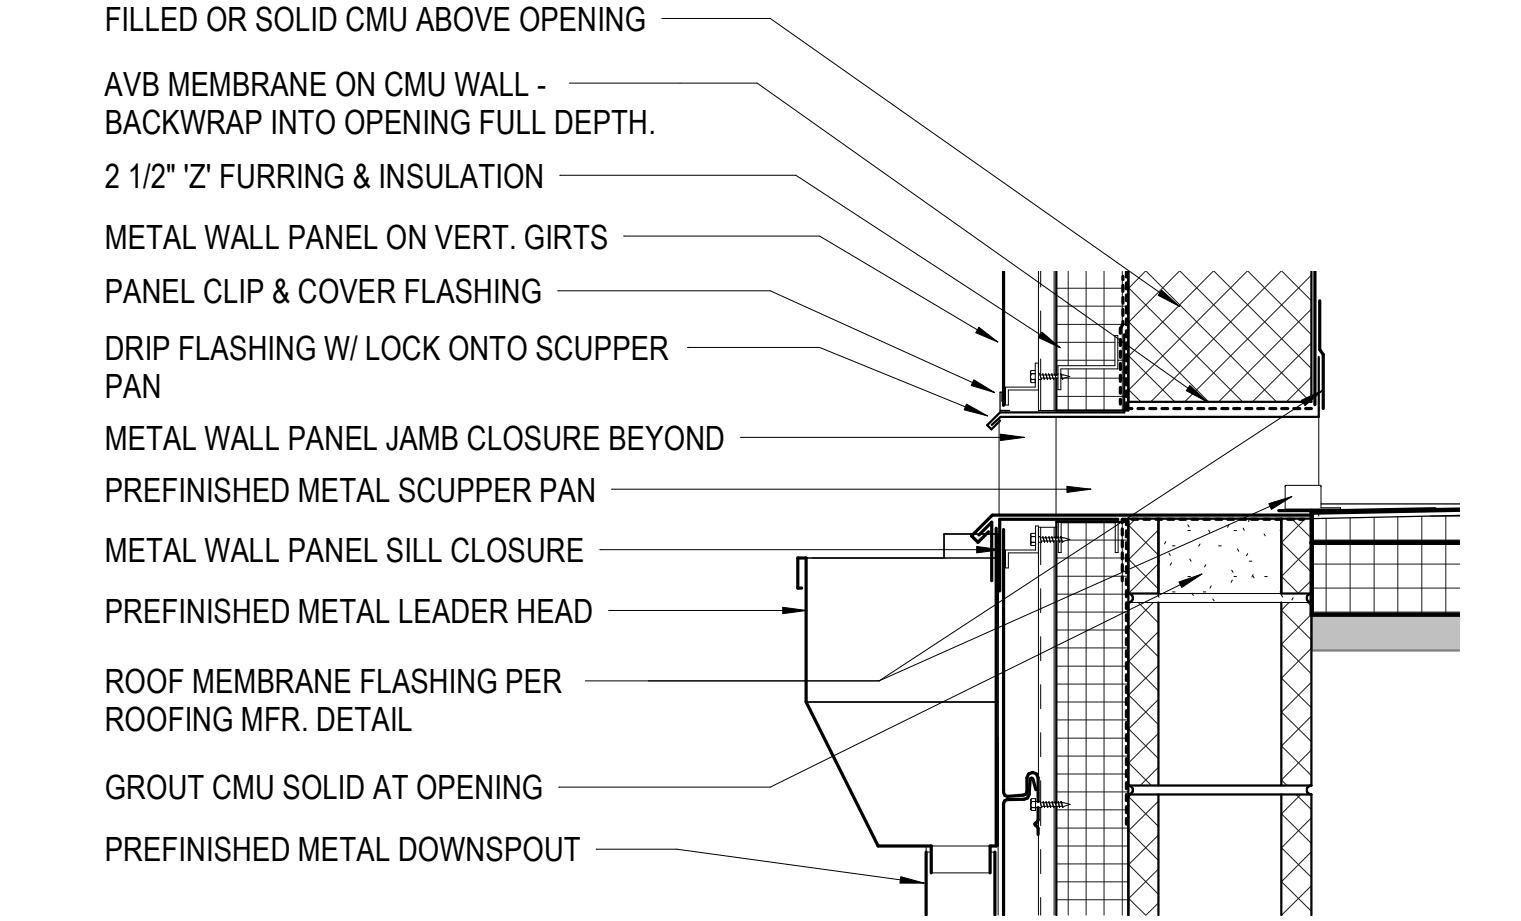 FILLED OR SOLID CMU ABOVE OPENING
AVB MEMBRANE ON CMU WALL -
BACKWRAP INTO OPENING FULL DEPTH.
2 1/2" 'Z' FURRING & INSULATION
METAL WALL PANEL ON VERT. GIRTS
PANEL CLIP & COVER FLASHING
DRIP FLASHING W/ LOCK ONTO SCUPPER
PAN
METAL WALL PANEL JAMB CLOSURE BEYOND
PREFINISHED METAL SCUPPER PAN
METAL WALL PANEL SILL CLOSURE
PREFINISHED METAL LEADER HEAD
ROOF MEMBRANE FLASHING PER
ROOFING MFR. DETAIL
GROUT CMU SOLID AT OPENING
PREFINISHED METAL DOWNSPOUT